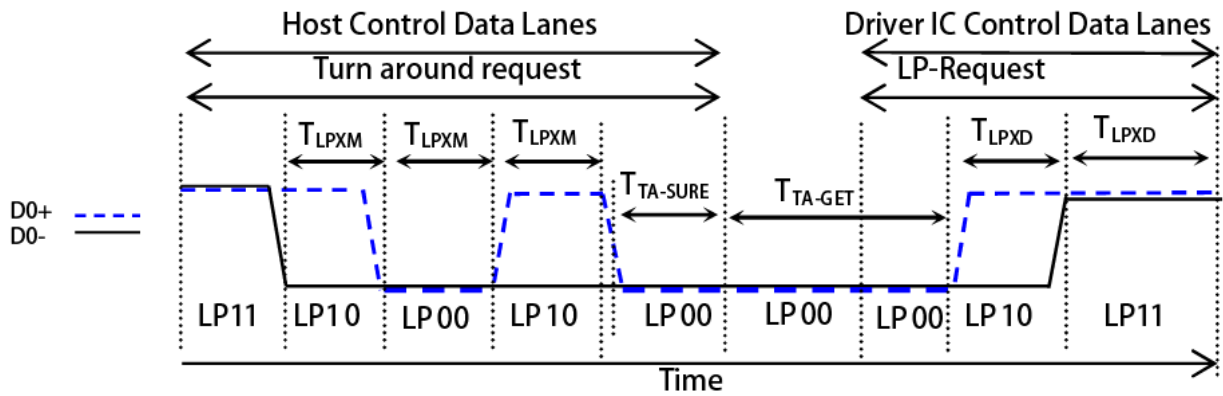 Host Control Data Lanes Driver IC Control Data Lanes
Turn around request LP-Request
TLPXM TLPXM TLPXM TLPXD TLPXD
TTA-SURE TTA-GET
D0+
D0-
LP11 LP10 LP00 LP10 LP00 LP00 LP00 LP10 LP11
Time